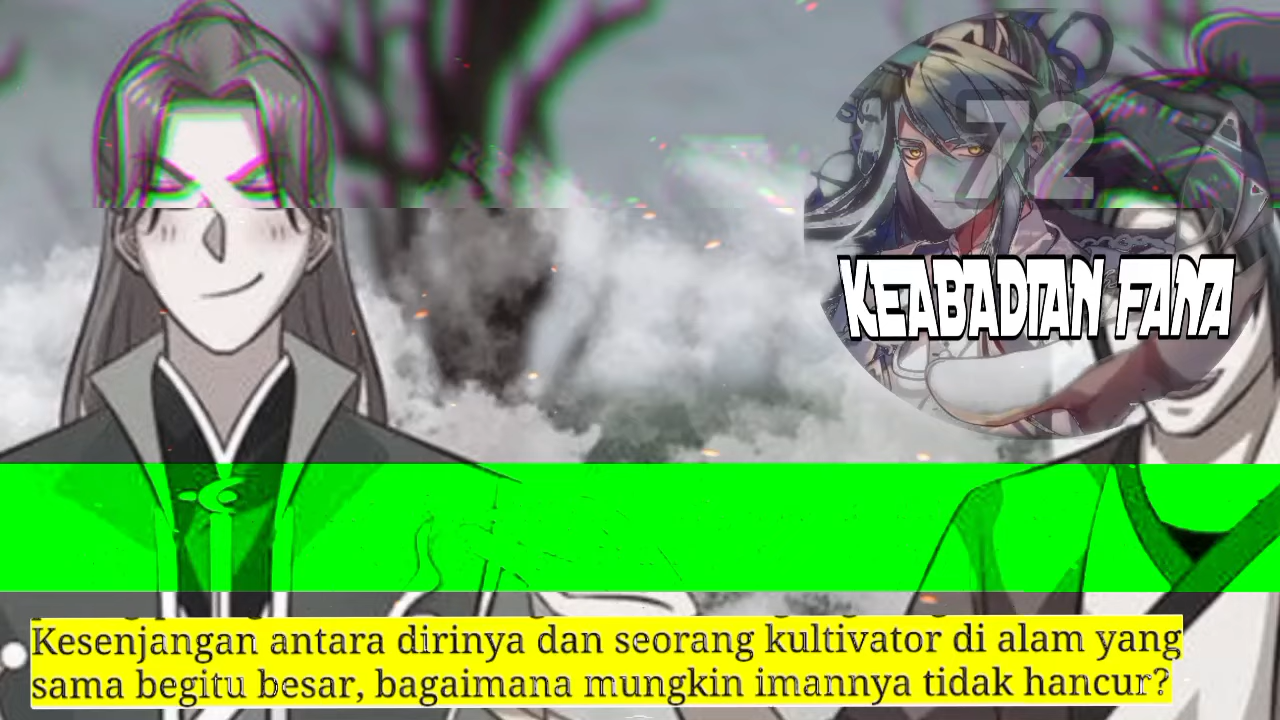 72
KEABADIAN FANA
Kesenjangan antara dirinya dan seorang kultivator di alam yang
sama begitu besar, bagaimana mungkin imannya tidak hancur?